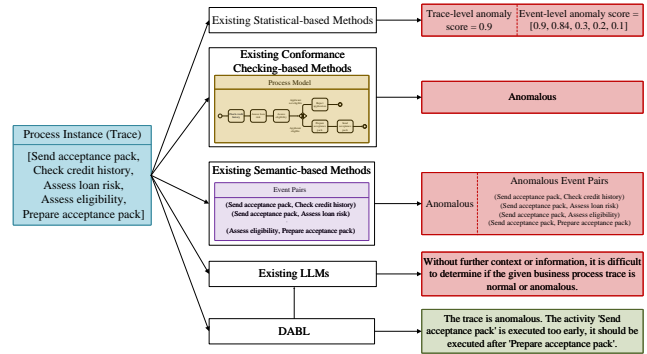 Existing Statistical-based Methods
Trace-level anomaly
score = 0.9
Event-level anomaly score =
[0.9, 0.84, 0.3, 0.2, 0.1]
Existing Conformance
Checking-based Methods
Process Model
Anomalous
Process Instance (Trace)
[Send acceptance pack,
Check credit history,
Assess loan risk,
Assess eligibility,
Prepare acceptance pack]
Existing Semantic-based Methods
Event Pairs
(Send acceptance pack, Check credit history)
(Send acceptance pack, Assess loan risk)
(Assess eligibility, Prepare acceptance pack)
Anomalous
Anomalous Event Pairs
(Send acceptance pack, Check credit history)
(Send acceptance pack, Assess loan risk)
(Send acceptance pack, Assess eligibility)
(Send acceptance pack, Prepare acceptance pack)
Existing LLMs
Without further context or information, it is difficult
to determine if the given business process trace is
normal or anomalous.
DABL
The trace is anomalous. The activity 'Send
acceptance pack' is executed too early, it should be
executed after 'Prepare acceptance pack'.